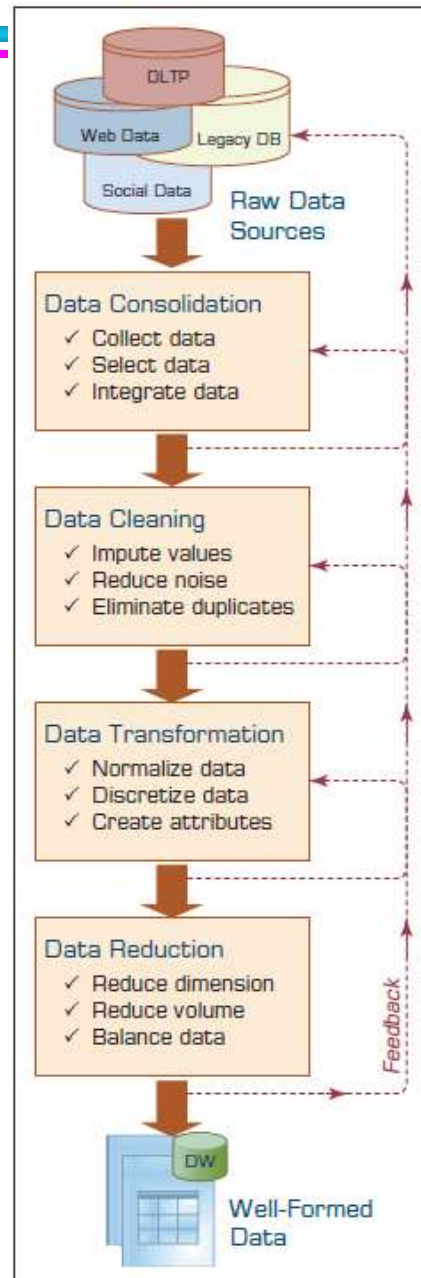 OLTP
Web Data
Legacy DB
Social Data
Raw Data
Sources
Data Consolidation
✓ Collect data
✓ Select data
✓ Integrate data
Data Cleaning
✓ Impute values
✓ Reduce noise
✓ Eliminate duplicates
Data Transformation
✓ Normalize data
✓ Discretize data
✓ Create attributes
Data Reduction
✓ Reduce dimension
✓ Reduce volume
✓ Balance data
Feedback
DW
Well-Formed
Data